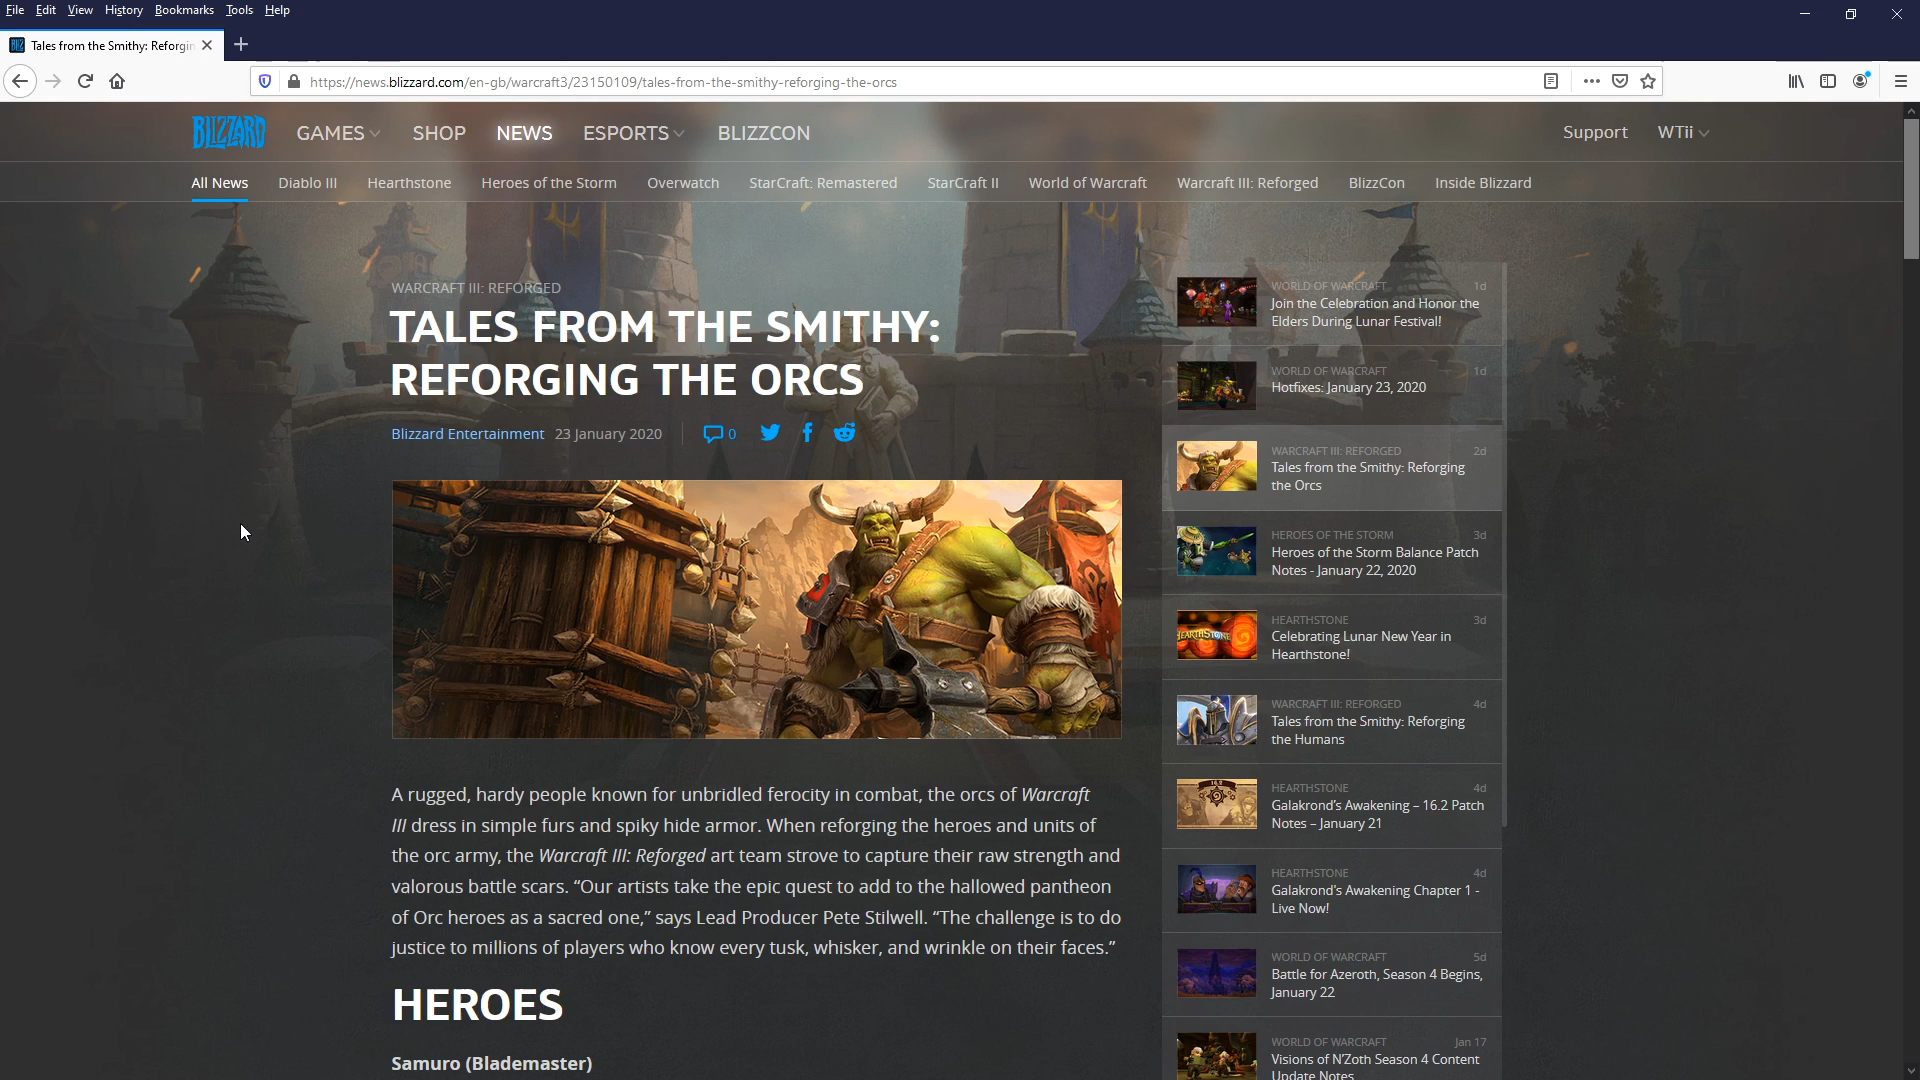 File Edit View History Bookmarks Tools Help
Tales from the Smithy: Reforgin
https://news.blizzard.com/en-gb/warcraft3/23150109/tales-from-the-smithy-reforging-the-orcs
BLIZZARD GAMES SHOP NEWS ESPORTS BLIZZCON Support WTii
All News Diablo III Hearthstone Heroes of the Storm Overwatch StarCraft: Remastered StarCraft II World of Warcraft Warcraft III: Reforged BlizzCon Inside Blizzard
WARCRAFT III: REFORGED
TALES FROM THE SMITHY:
REFORGING THE ORCS
Blizzard Entertainment 23 January 2020 0
A rugged, hardy people known for unbridled ferocity in combat, the orcs of Warcraft
III dress in simple furs and spiky hide armor. When reforging the heroes and units of
the orc army, the Warcraft III: Reforged art team strove to capture their raw strength and
valorous battle scars. “Our artists take the epic quest to add to the hallowed pantheon
of Orc heroes as a sacred one,” says Lead Producer Pete Stilwell. “The challenge is to do
justice to millions of players who know every tusk, whisker, and wrinkle on their faces.”
HEROES
Samuro (Blademaster)
WORLD OF WARCRAFT 1d
Join the Celebration and Honor the
Elders During Lunar Festival!
WORLD OF WARCRAFT 1d
Hotfixes: January 23, 2020
WARCRAFT III: REFORGED 2d
Tales from the Smithy: Reforging
the Orcs
HEROES OF THE STORM 3d
Heroes of the Storm Balance Patch
Notes - January 22, 2020
HEARTHSTONE 3d
Celebrating Lunar New Year in
Hearthstone!
WARCRAFT III: REFORGED 4d
Tales from the Smithy: Reforging
the Humans
HEARTHSTONE 4d
Galakrond’s Awakening – 16.2 Patch
Notes – January 21
HEARTHSTONE 4d
Galakrond’s Awakening Chapter 1 -
Live Now!
WORLD OF WARCRAFT 5d
Battle for Azeroth, Season 4 Begins,
January 22
WORLD OF WARCRAFT Jan 17
Visions of N’Zoth Season 4 Content
Update Notes